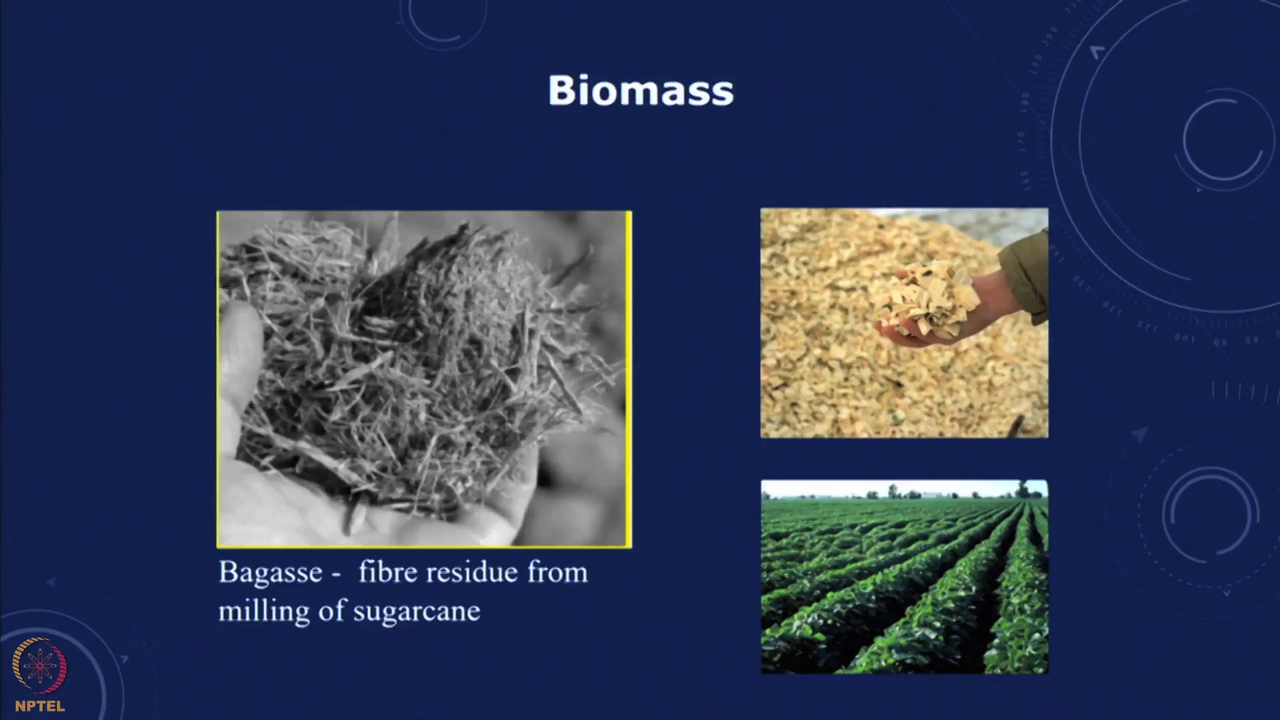 Biomass
Bagasse -  fibre residue from
milling of sugarcane
NPTEL